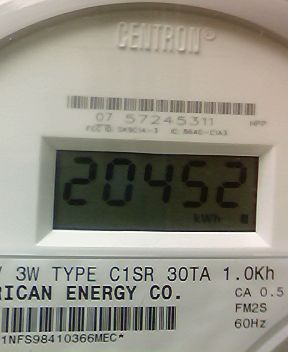 CENTRON®
07 57245311
20452
kWh
3W TYPE C1SR 30TA 1.0Kh
RICAN ENERGY CO.
CA 0.5
FM2S
60Hz
1NFS98410366MEC*